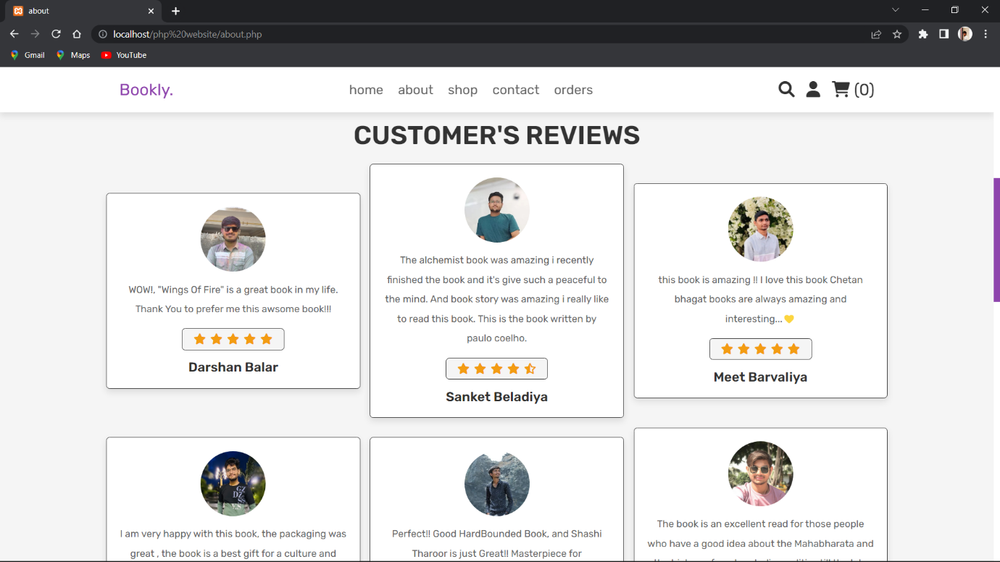 about
localhost/php%20website/about.php
Gmail
Maps
YouTube
Bookly.
home
about
shop
contact
orders
(0)
CUSTOMER'S REVIEWS
WOW!, "Wings Of Fire" is a great book in my life.
Thank You to prefer me this awsome book!!!
Darshan Balar
The alchemist book was amazing i recently
finished the book and it's give such a peaceful to
the mind. And book story was amazing i really like
to read this book. This is the book written by
paulo coelho.
Sanket Beladiya
this book is amazing !! I love this book Chetan
bhagat books are always amazing and
interesting... 💛
Meet Barvaliya
I am very happy with this book, the packaging was
great , the book is a best gift for a culture and
Perfect!! Good HardBounded Book, and Shashi
Tharoor is just Great!! Masterpiece for
The book is an excellent read for those people
who have a good idea about the Mahabharata and